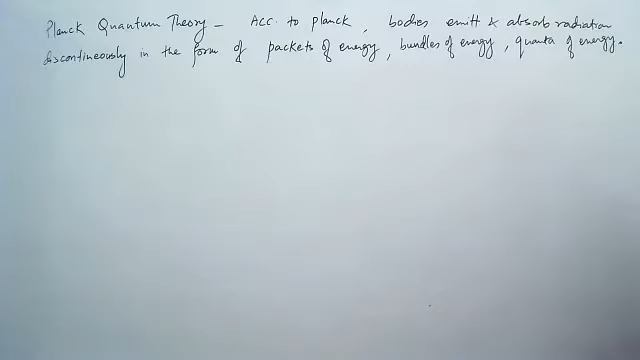 Planck Quantum Theory - Acc. to planck, bodies emitt & absorb radiation
discontineously in the form of packets of energy, bundles of energy, quanta of energy.